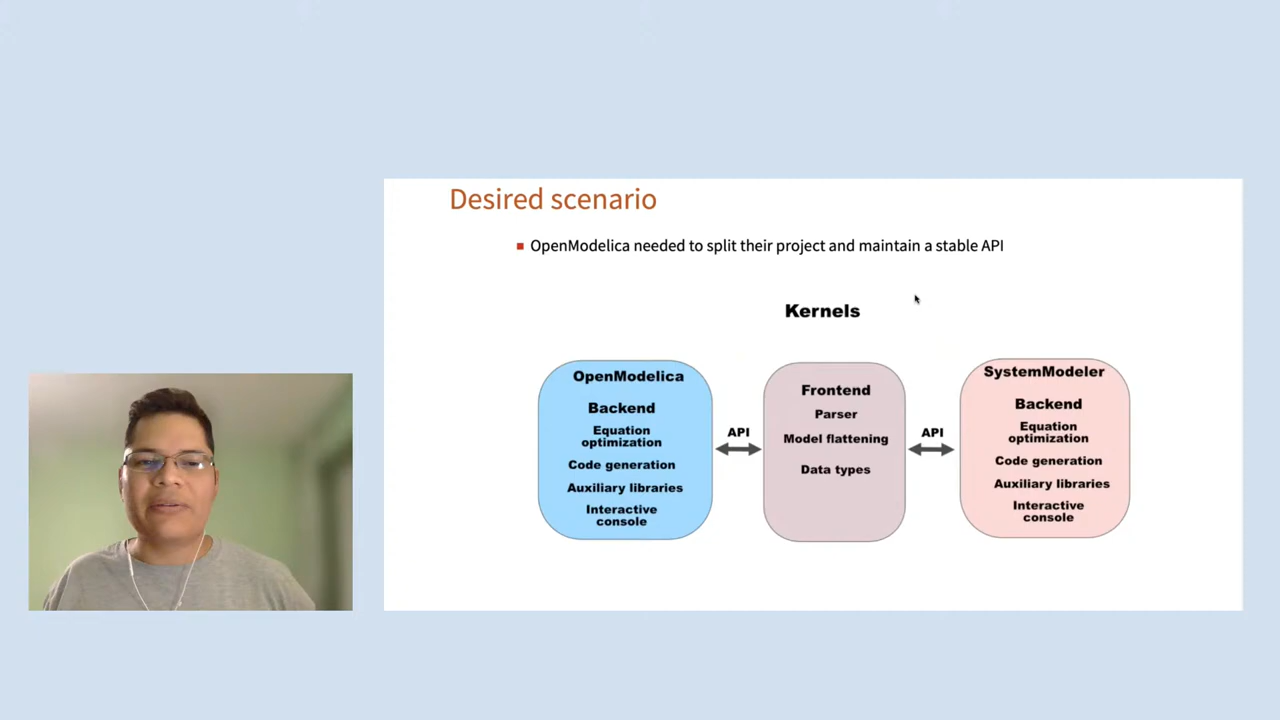 Desired scenario
OpenModelica needed to split their project and maintain a stable API
Kernels
OpenModelica
Backend
Equation
optimization
Code generation
Auxiliary libraries
Interactive
console
API
Frontend
Parser
Model flattening
Data types
API
SystemModeler
Backend
Equation
optimization
Code generation
Auxiliary libraries
Interactive
console